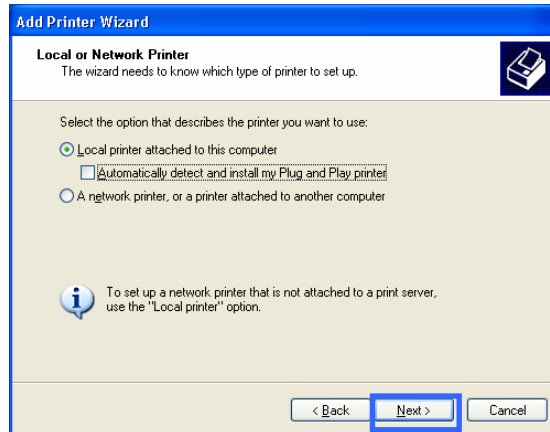 Add Printer Wizard
Local or Network Printer
The wizard needs to know which type of printer to set up.
Select the option that describes the printer you want to use:
Local printer attached to this computer
Automatically detect and install my Plug and Play printer
A network printer, or a printer attached to another computer
To set up a network printer that is not attached to a print server,
use the "Local printer" option.
< Back Next > Cancel